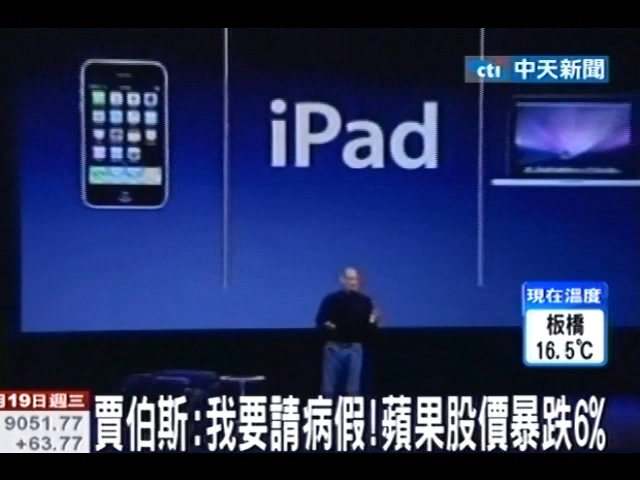 cti 中天新聞
iPad
現在溫度
板橋
16.5℃
月19日週三
9051.77
+63.77
賈伯斯:我要請病假!蘋果股價暴跌6%